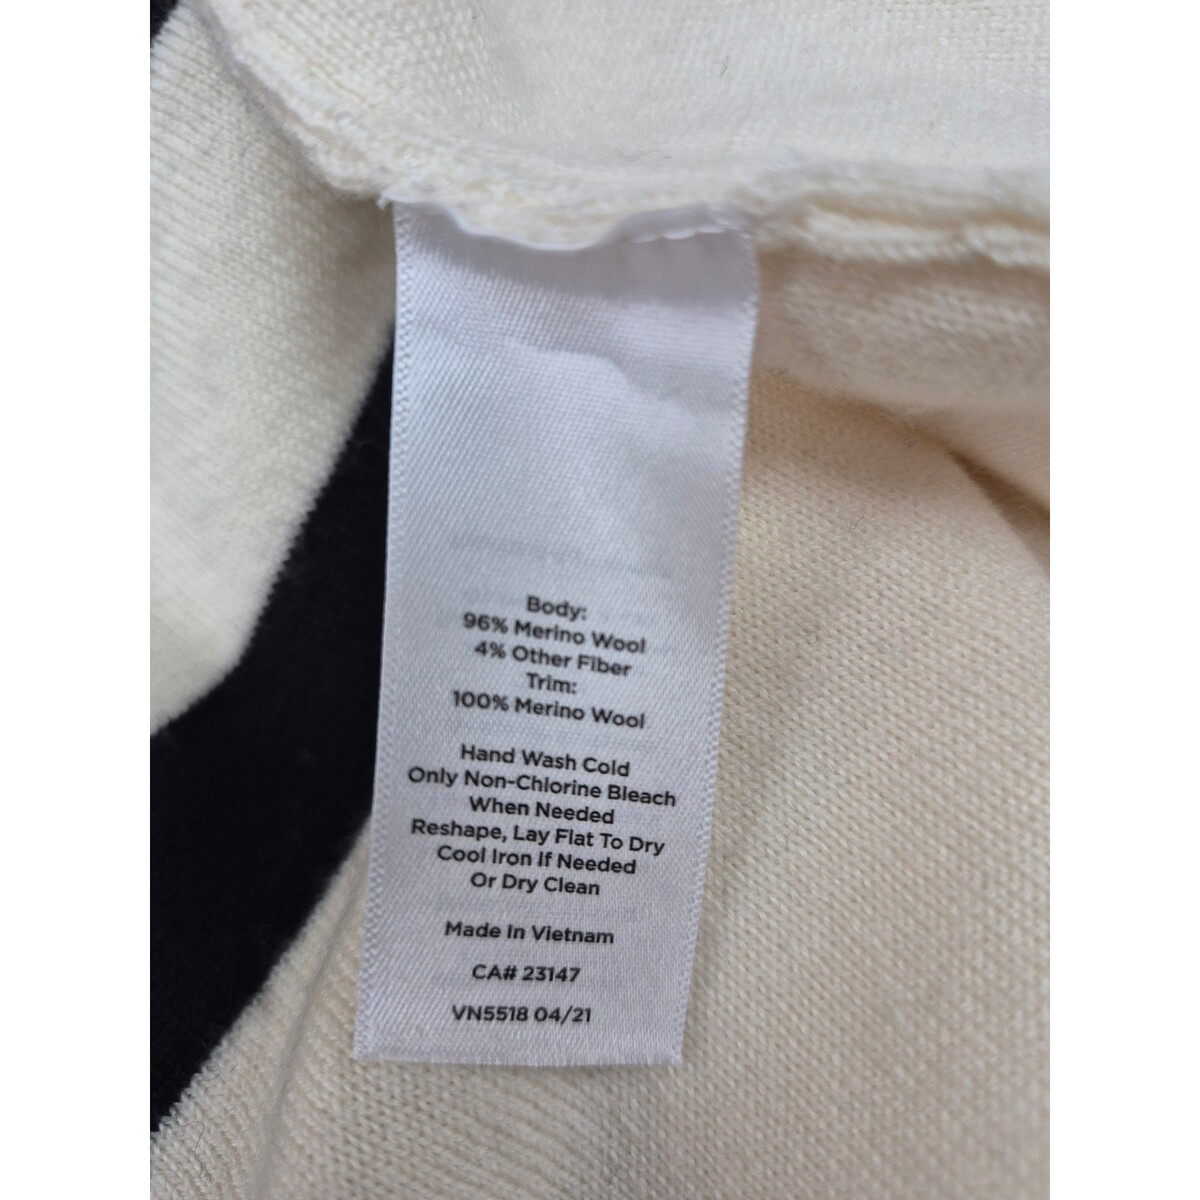 Body:
96% Merino Wool
4% Other Fiber
Trim:
100% Merino Wool
Hand Wash Cold
Only Non-Chlorine Bleach
When Needed
Reshape, Lay Flat To Dry
Cool Iron If Needed
Or Dry Clean
Made In Vietnam
CA# 23147
VN5518 04/21